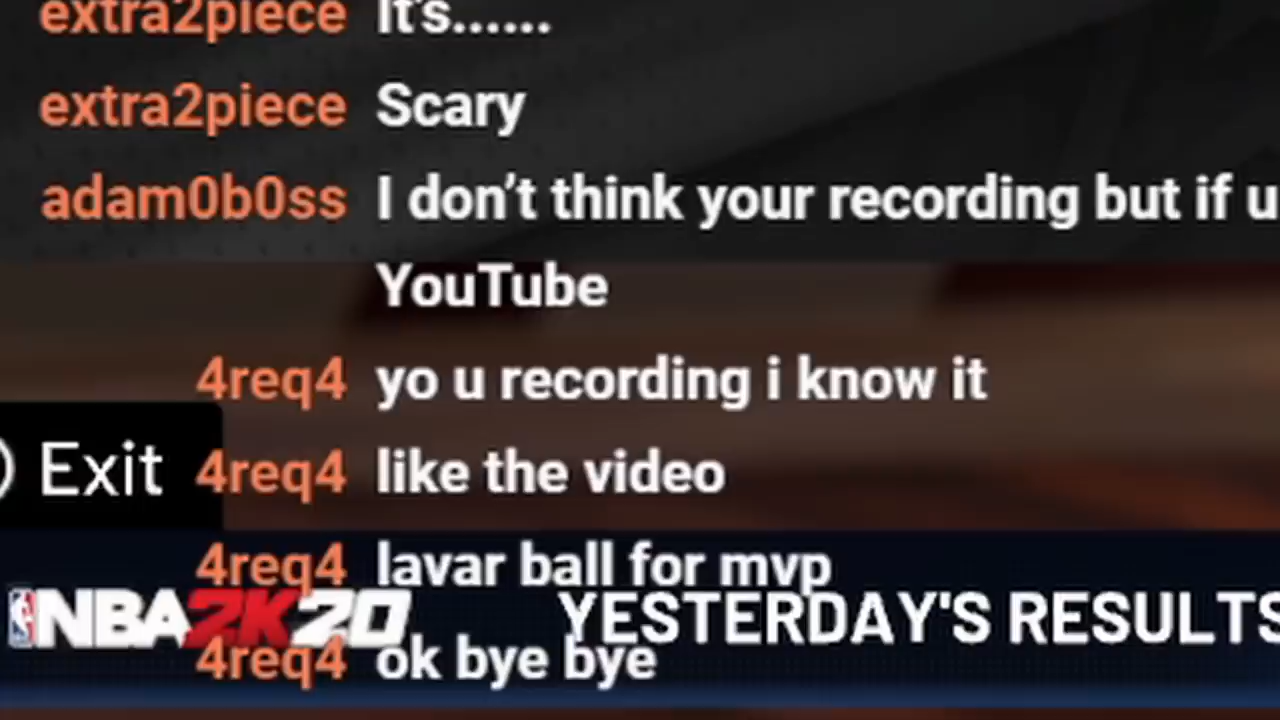 extra2piece It's......
extra2piece Scary
adam0b0ss I don't think your recording but if u
YouTube
4req4 yo u recording i know it
Exit 4req4 like the video
4req4 lavar ball for mvp
NBA2K20 YESTERDAY'S RESULTS
4req4 ok bye bye